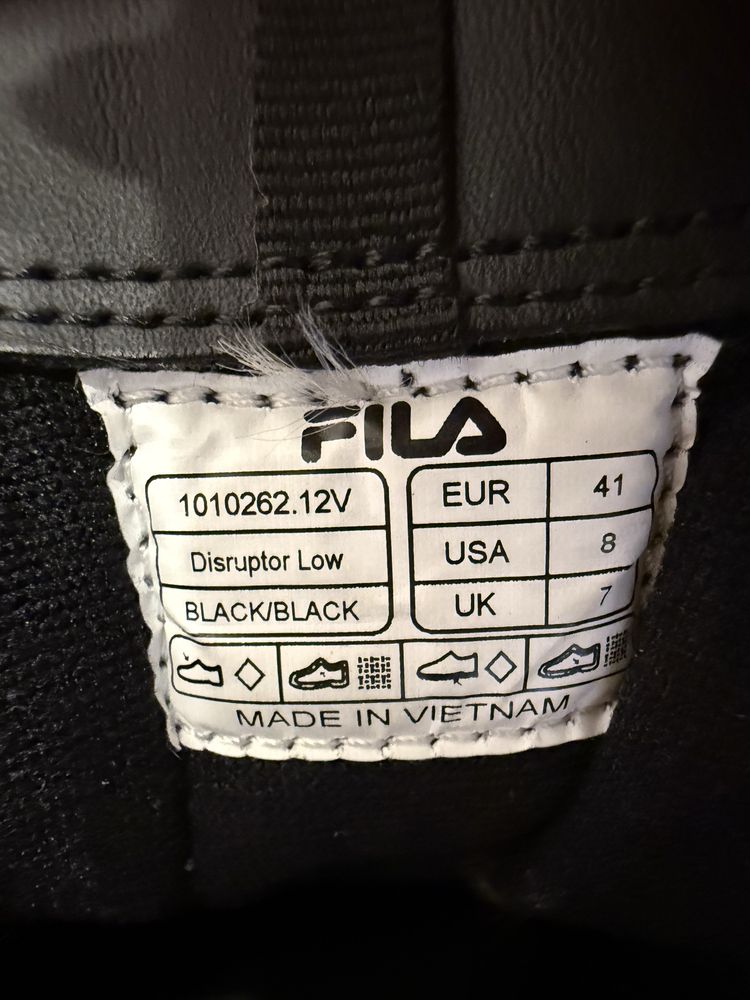 FILA
1010262.12V
Disruptor Low
BLACK/BLACK
EUR 41
USA 8
UK 7
MADE IN VIETNAM